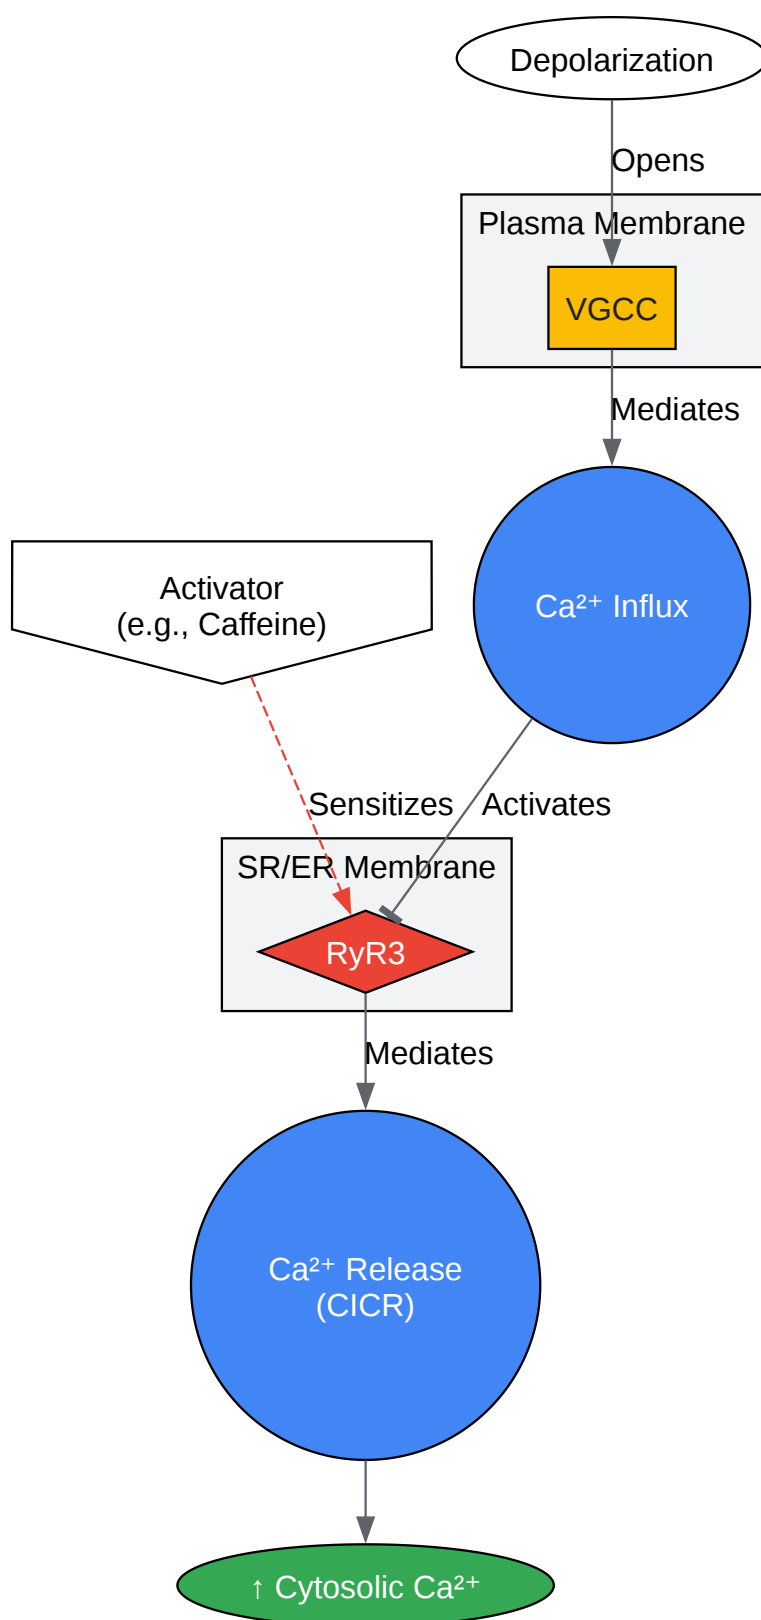 Depolarization
Opens
Plasma Membrane
VGCC
Mediates
Ca²⁺ Influx
Activator
(e.g., Caffeine)
Sensitizes
Activates
SR/ER Membrane
RyR3
Mediates
Ca²⁺ Release
(CICR)
↑ Cytosolic Ca²⁺